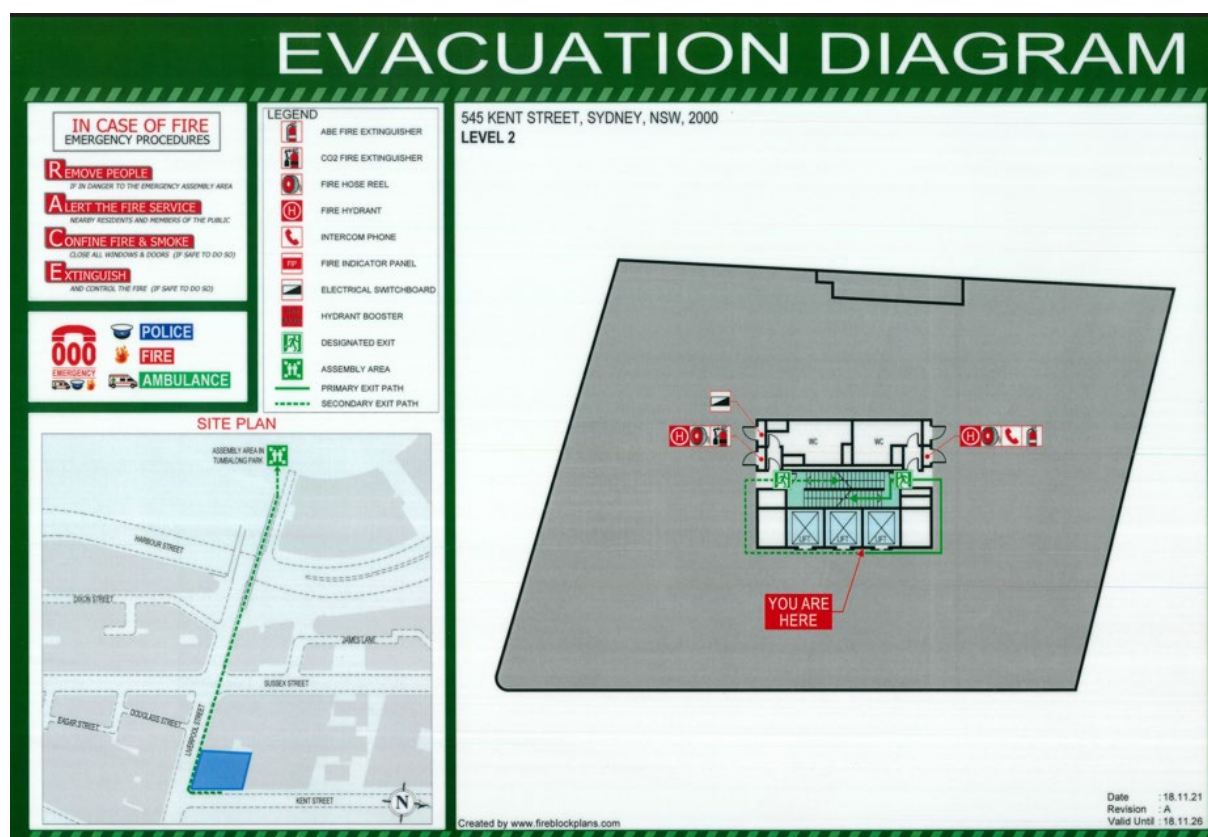 EVACUATION DIAGRAM
IN CASE OF FIRE
EMERGENCY PROCEDURES
REMOVE PEOPLE
IF IN DANGER TO THE EMERGENCY ASSEMBLY AREA
ALERT THE FIRE SERVICE
NEARBY RESIDENTS AND MEMBERS OF THE PUBLIC
CONFINE FIRE & SMOKE
CLOSE ALL WINDOWS & DOORS (IF SAFE TO DO SO)
EXTINGUISH
AND CONTROL THE FIRE (IF SAFE TO DO SO)
000
EMERGENCY
POLICE
FIRE
AMBULANCE
LEGEND
ABE FIRE EXTINGUISHER
CO2 FIRE EXTINGUISHER
FIRE HOSE REEL
H
FIRE HYDRANT
INTERCOM PHONE
FIP
FIRE INDICATOR PANEL
ELECTRICAL SWITCHBOARD
HYDRANT BOOSTER
DESIGNATED EXIT
ASSEMBLY AREA
PRIMARY EXIT PATH
SECONDARY EXIT PATH
SITE PLAN
ASSEMBLY AREA IN
TUMBALONG PARK
HARBOUR STREET
DIXON STREET
JAMES LANE
SUSSEX STREET
EAGAR STREET
DOUGLASS STREET
LIVERPOOL STREET
KENT STREET
N
545 KENT STREET, SYDNEY, NSW, 2000
LEVEL 2
H
WC
WC
H
LIFT
LIFT
LIFT
YOU ARE
HERE
Created by www.fireblockplans.com
Date : 18.11.21
Revision : A
Valid Until : 18.11.26